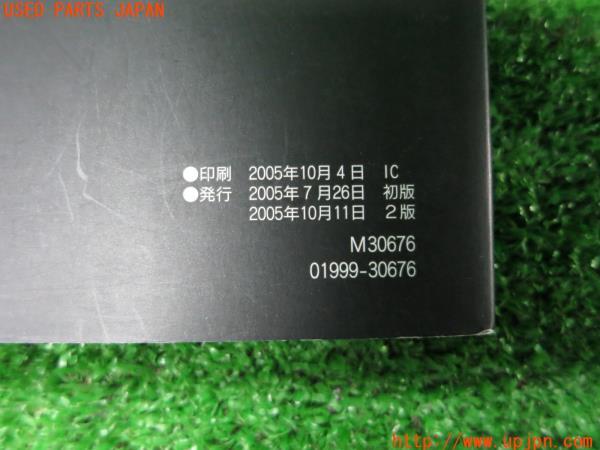 USED PARTS JAPAN
●印刷 2005年10月4日 IC
●発行 2005年7月26日 初版
2005年10月11日 2版
M30676
01999-30676
http://www.upjpn.com/